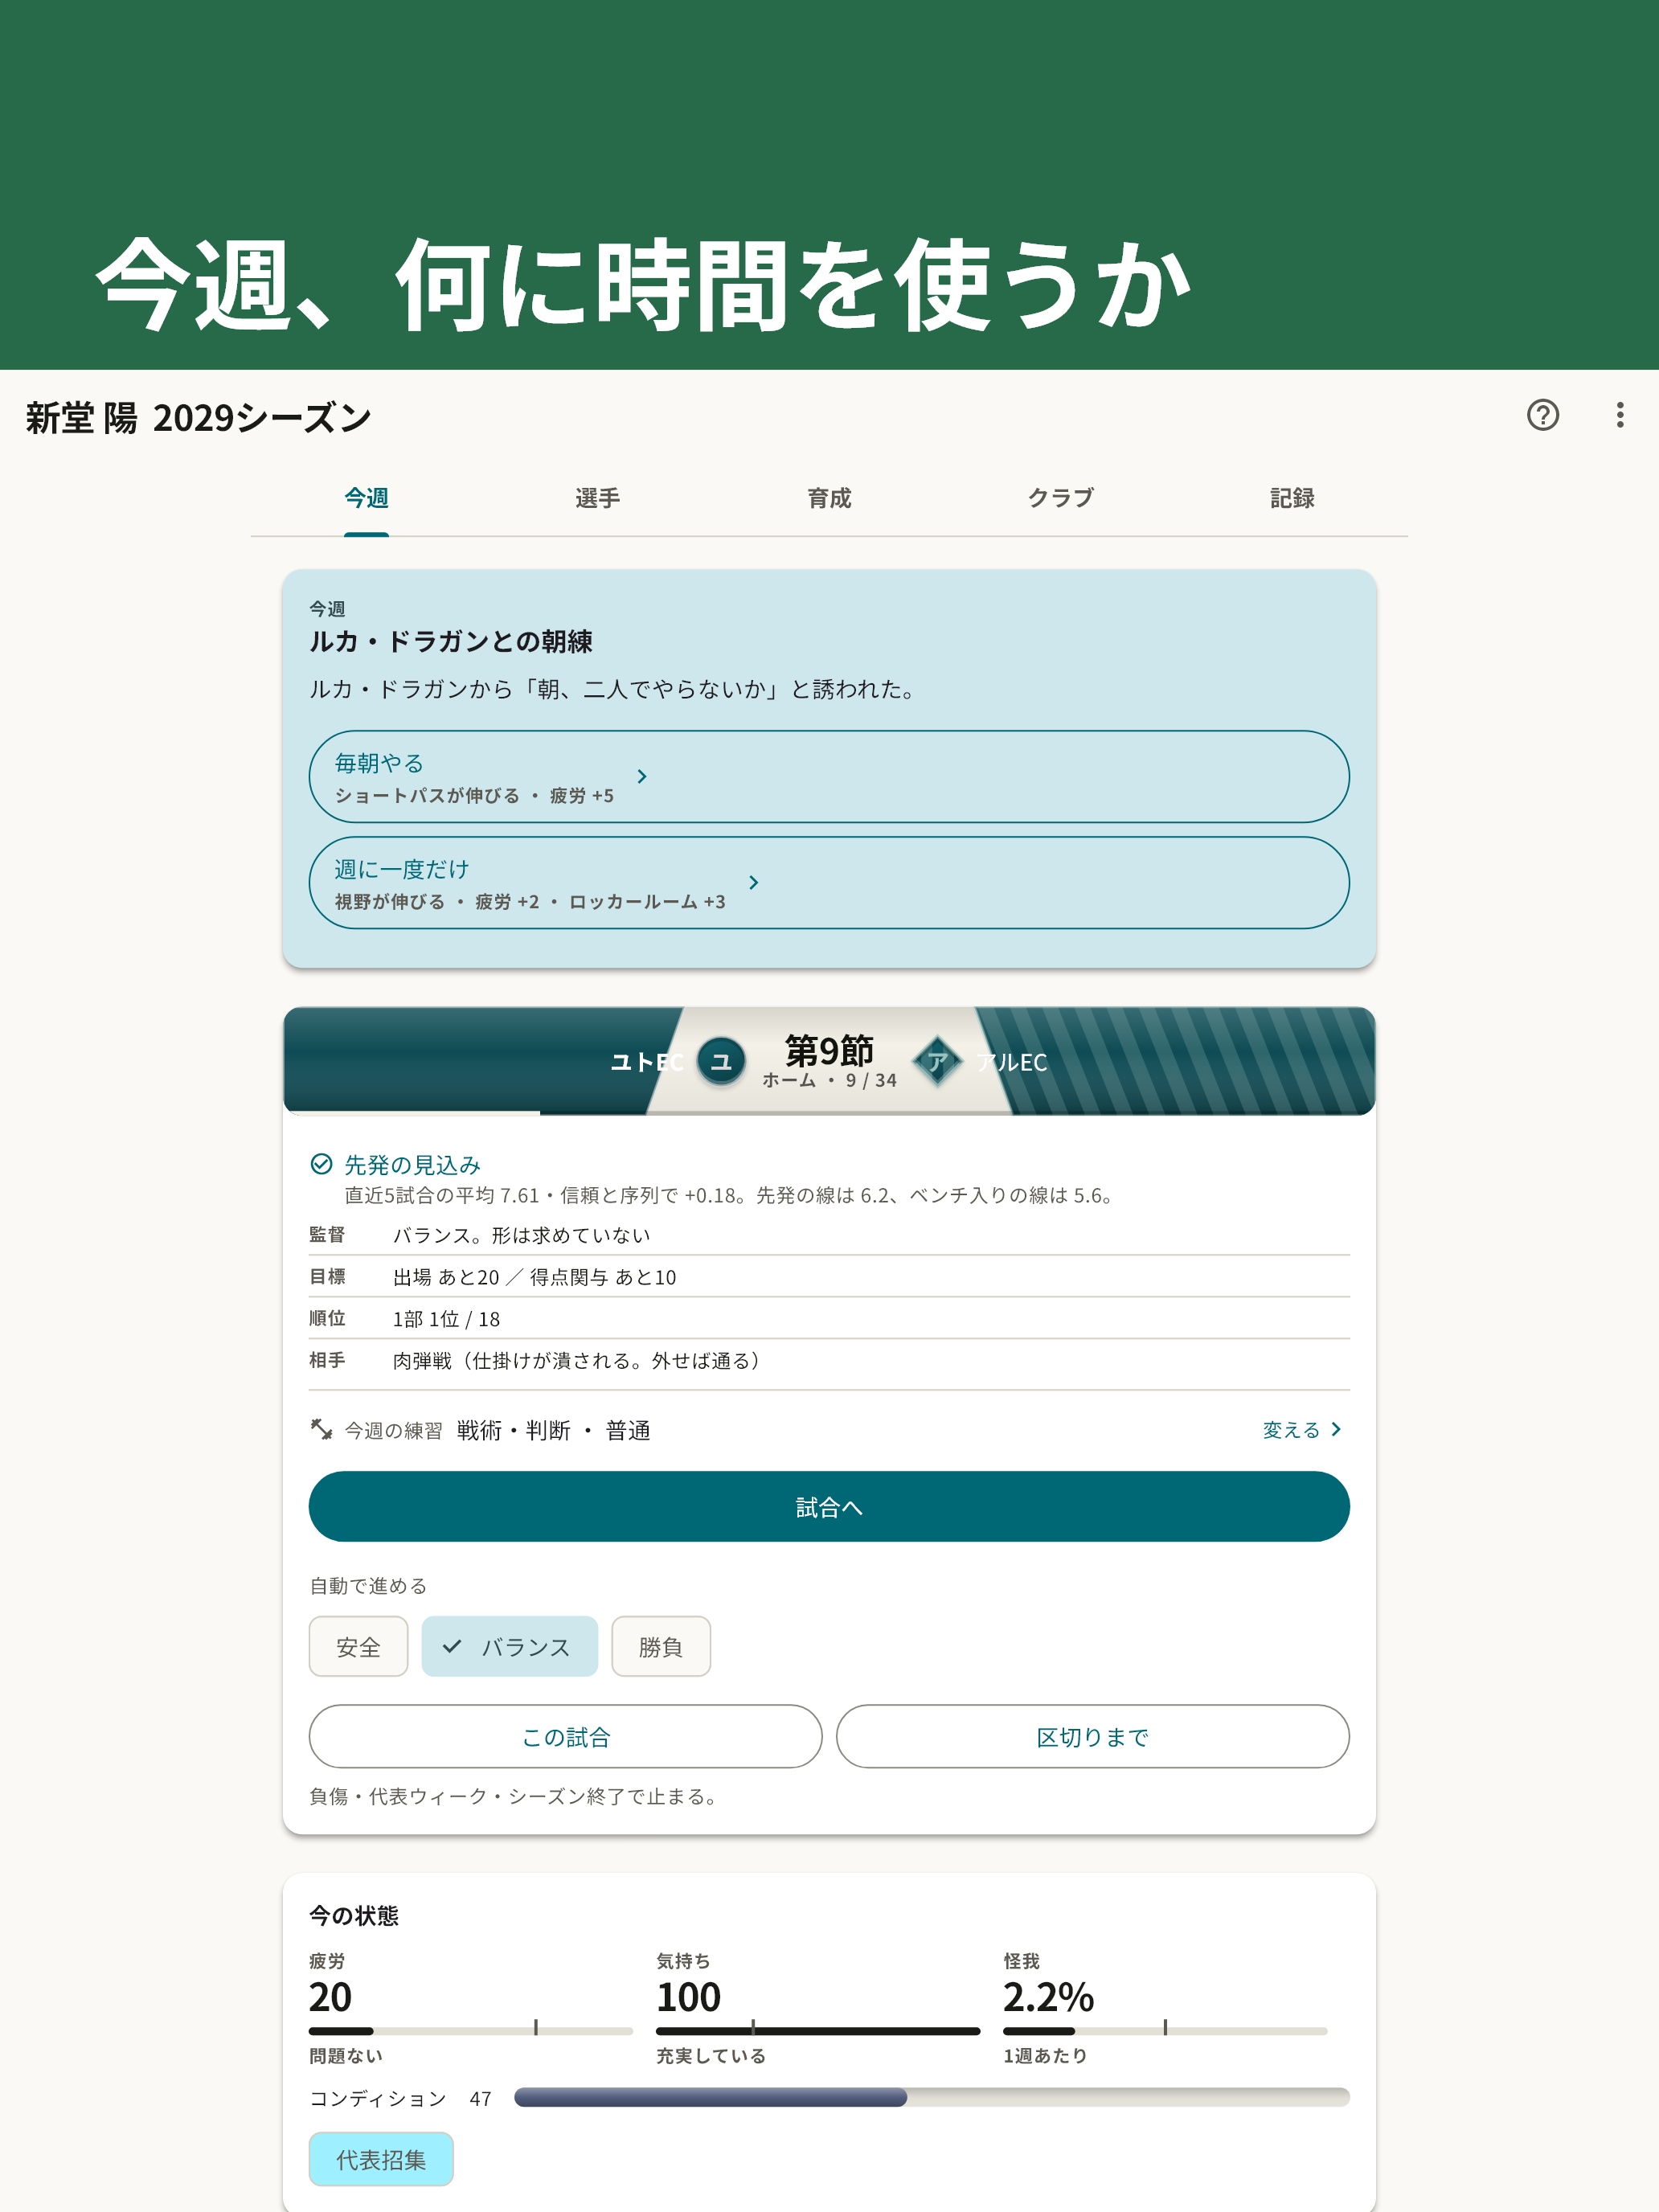 今週、何に時間を使うか
新堂 陽 2029シーズン
今週
選手
育成
クラブ
記録
今週
ルカ・ドラガンとの朝練
ルカ・ドラガンから「朝、二人でやらないか」と誘われた。
毎朝やる
ショートパスが伸びる ・ 疲労 +5
週に一度だけ
視野が伸びる ・ 疲労 +2 ・ ロッカールーム +3
ユトEC ユ 第9節 ア アルEC
ホーム ・ 9 / 34
先発の見込み
直近5試合の平均 7.61・信頼と序列で +0.18。先発の線は 6.2、ベンチ入りの線は 5.6。
監督 バランス。形は求めていない
目標 出場 あと20 ／ 得点関与 あと10
順位 1部 1位 / 18
相手 肉弾戦（仕掛けが潰される。外せば通る）
今週の練習 戦術・判断 ・ 普通 変える
試合へ
自動で進める
安全 バランス 勝負
この試合 区切りまで
負傷・代表ウィーク・シーズン終了で止まる。
今の状態
疲労 気持ち 怪我
20 100 2.2%
問題ない 充実している 1週あたり
コンディション 47
代表招集